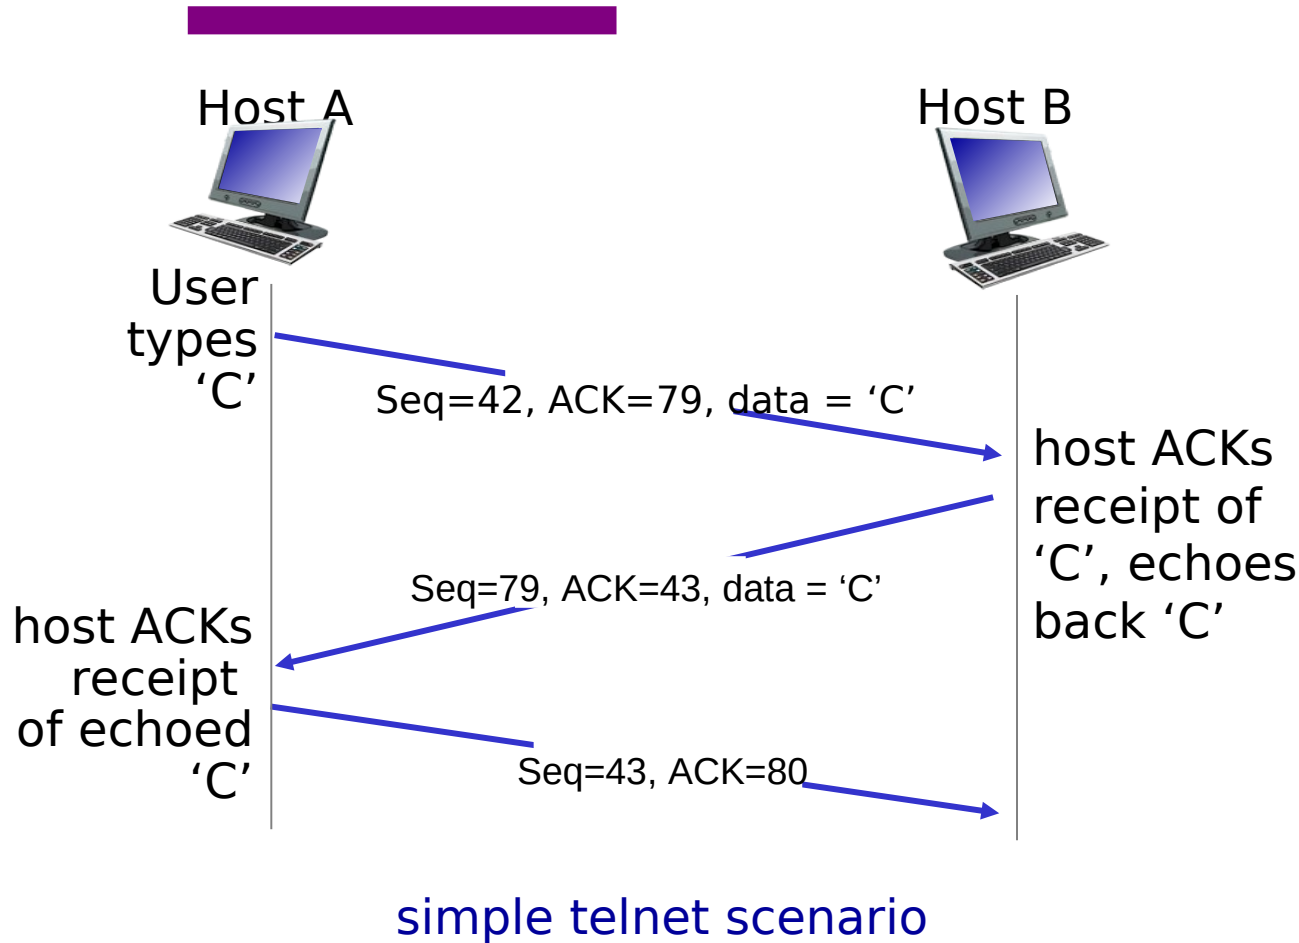 Host A
Host B
User
types
‘C’
Seq=42, ACK=79, data = ‘C’
host ACKs
receipt of
‘C’, echoes
back ‘C’
Seq=79, ACK=43, data = ‘C’
host ACKs
receipt
of echoed
‘C’
Seq=43, ACK=80
simple telnet scenario